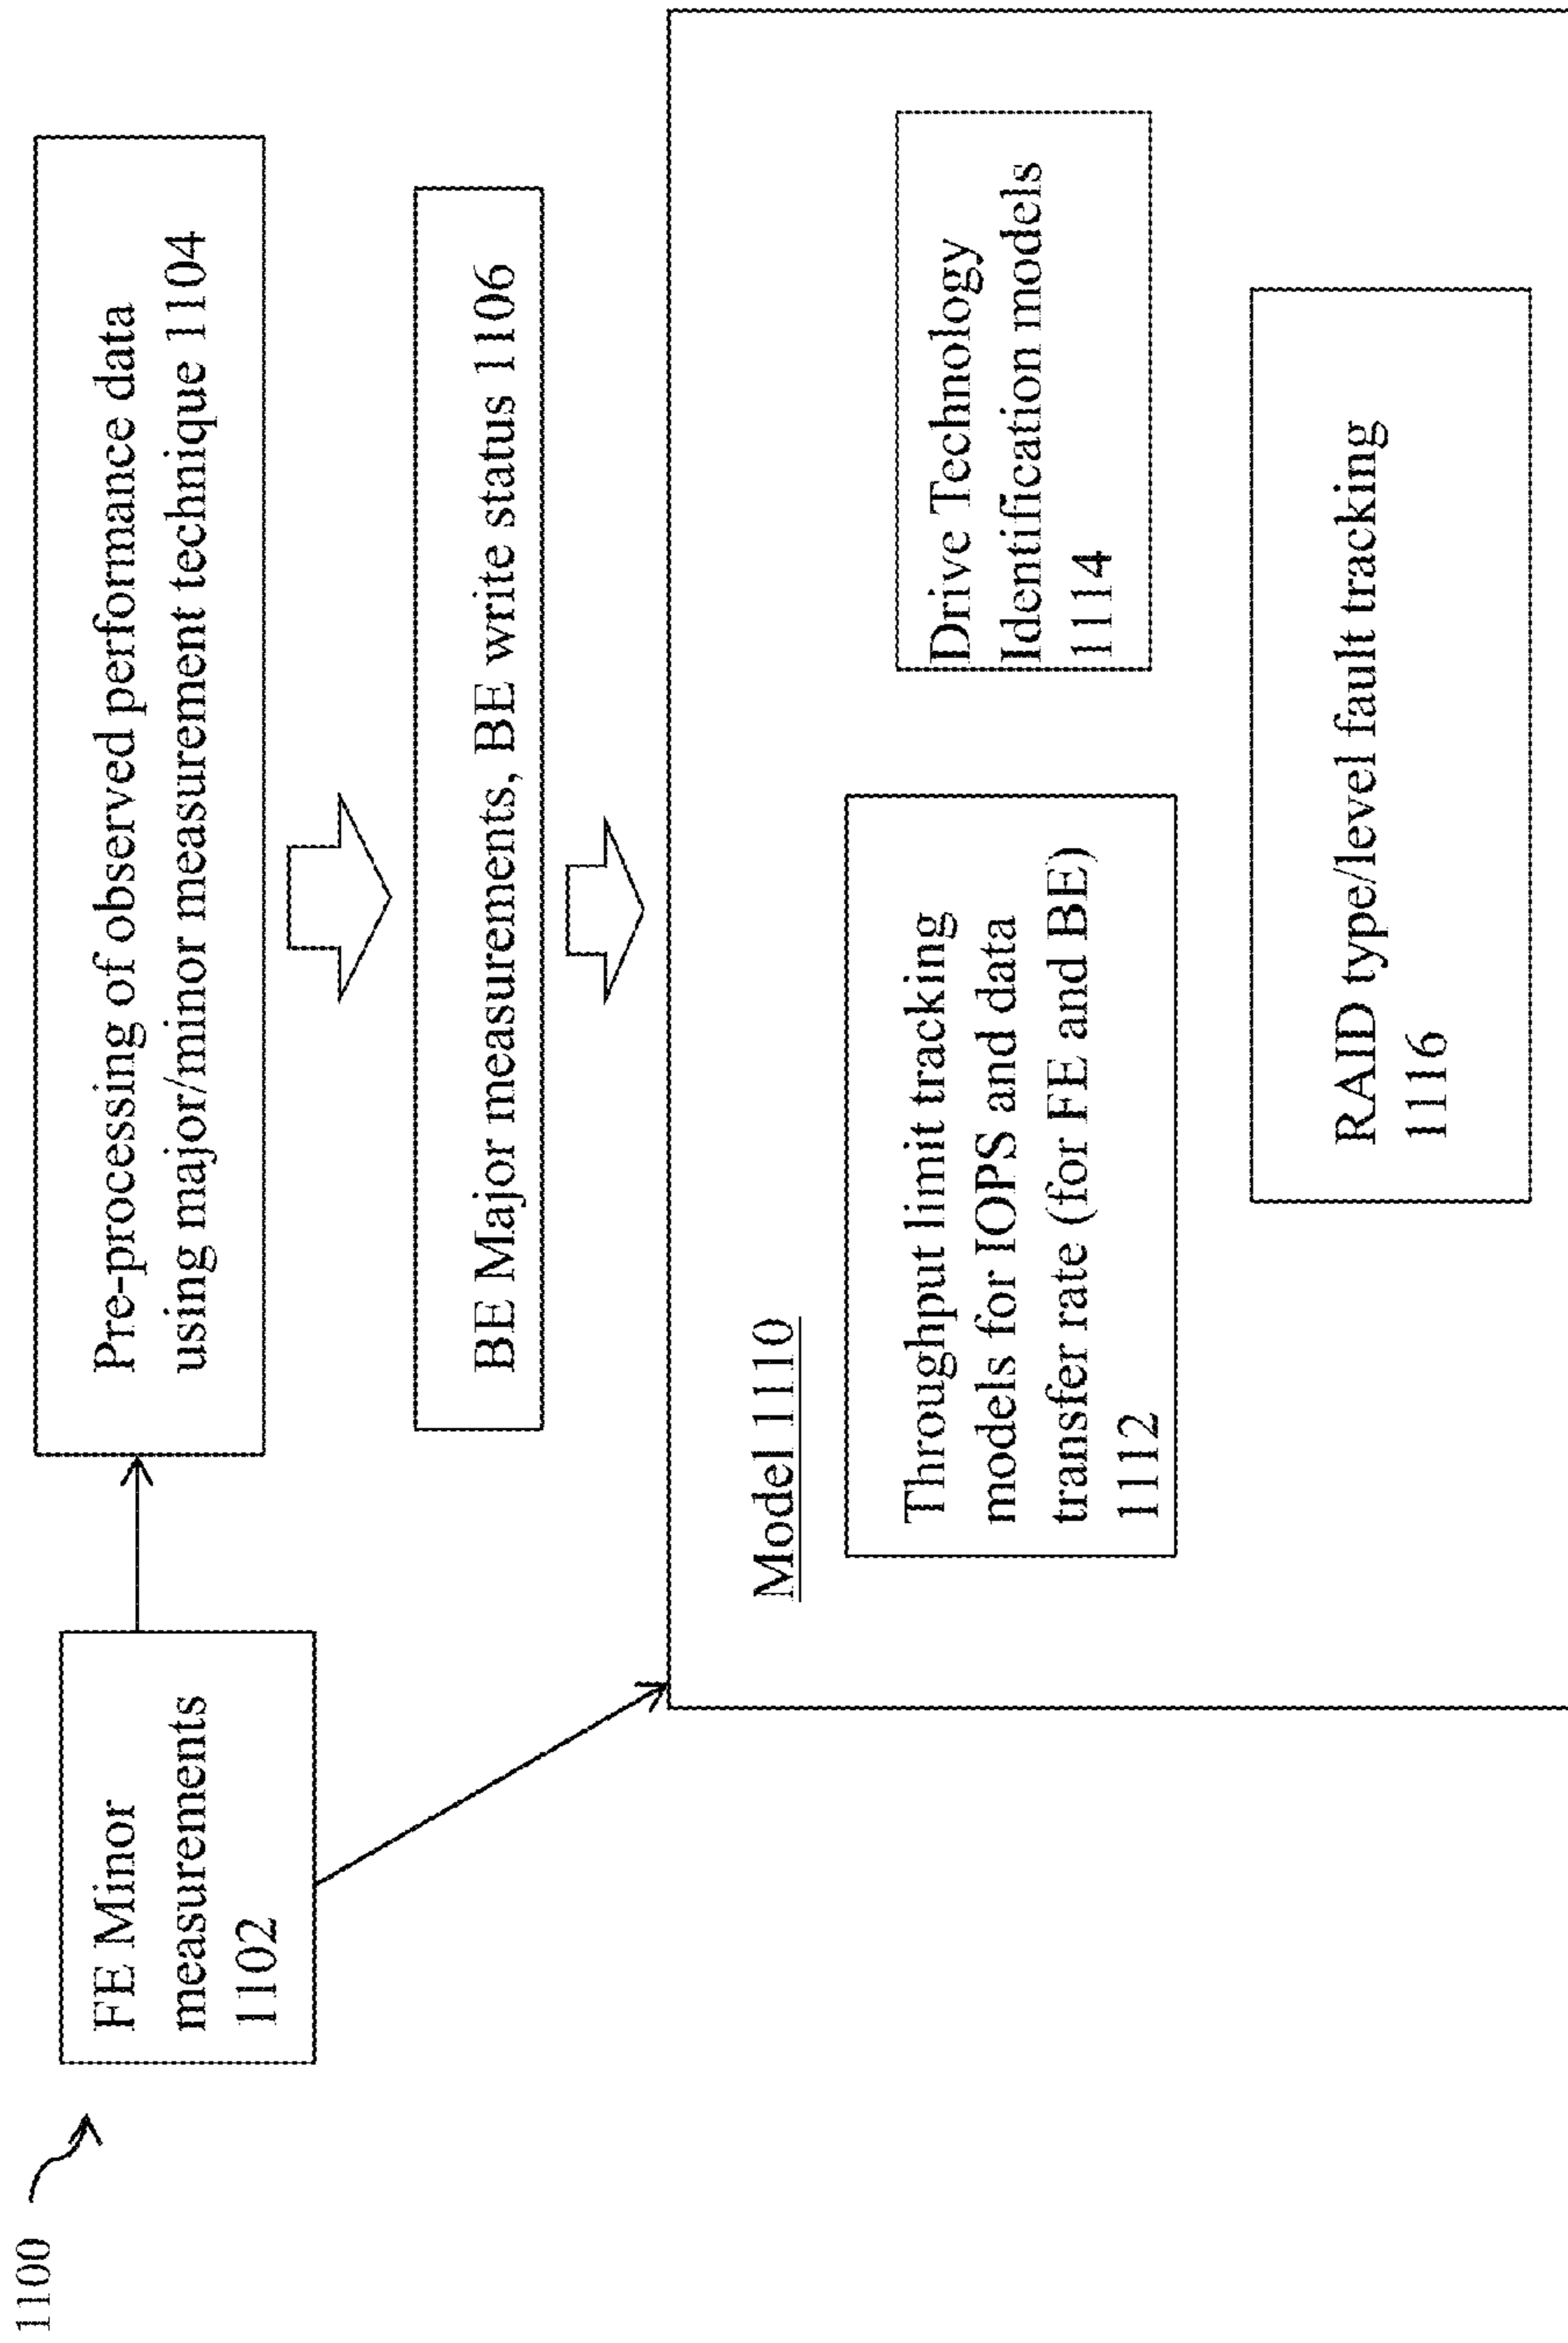 1100
FE Minor
measurements
1102
Pre-processing of observed performance data
using major/minor measurement technique 1104
BE Major measurements, BE write status 1106
Model 1110
Throughput limit tracking
models for IOPS and data
transfer rate (for FE and BE)
1112
Drive Technology
Identification models
1114
RAID type/level fault tracking
1116